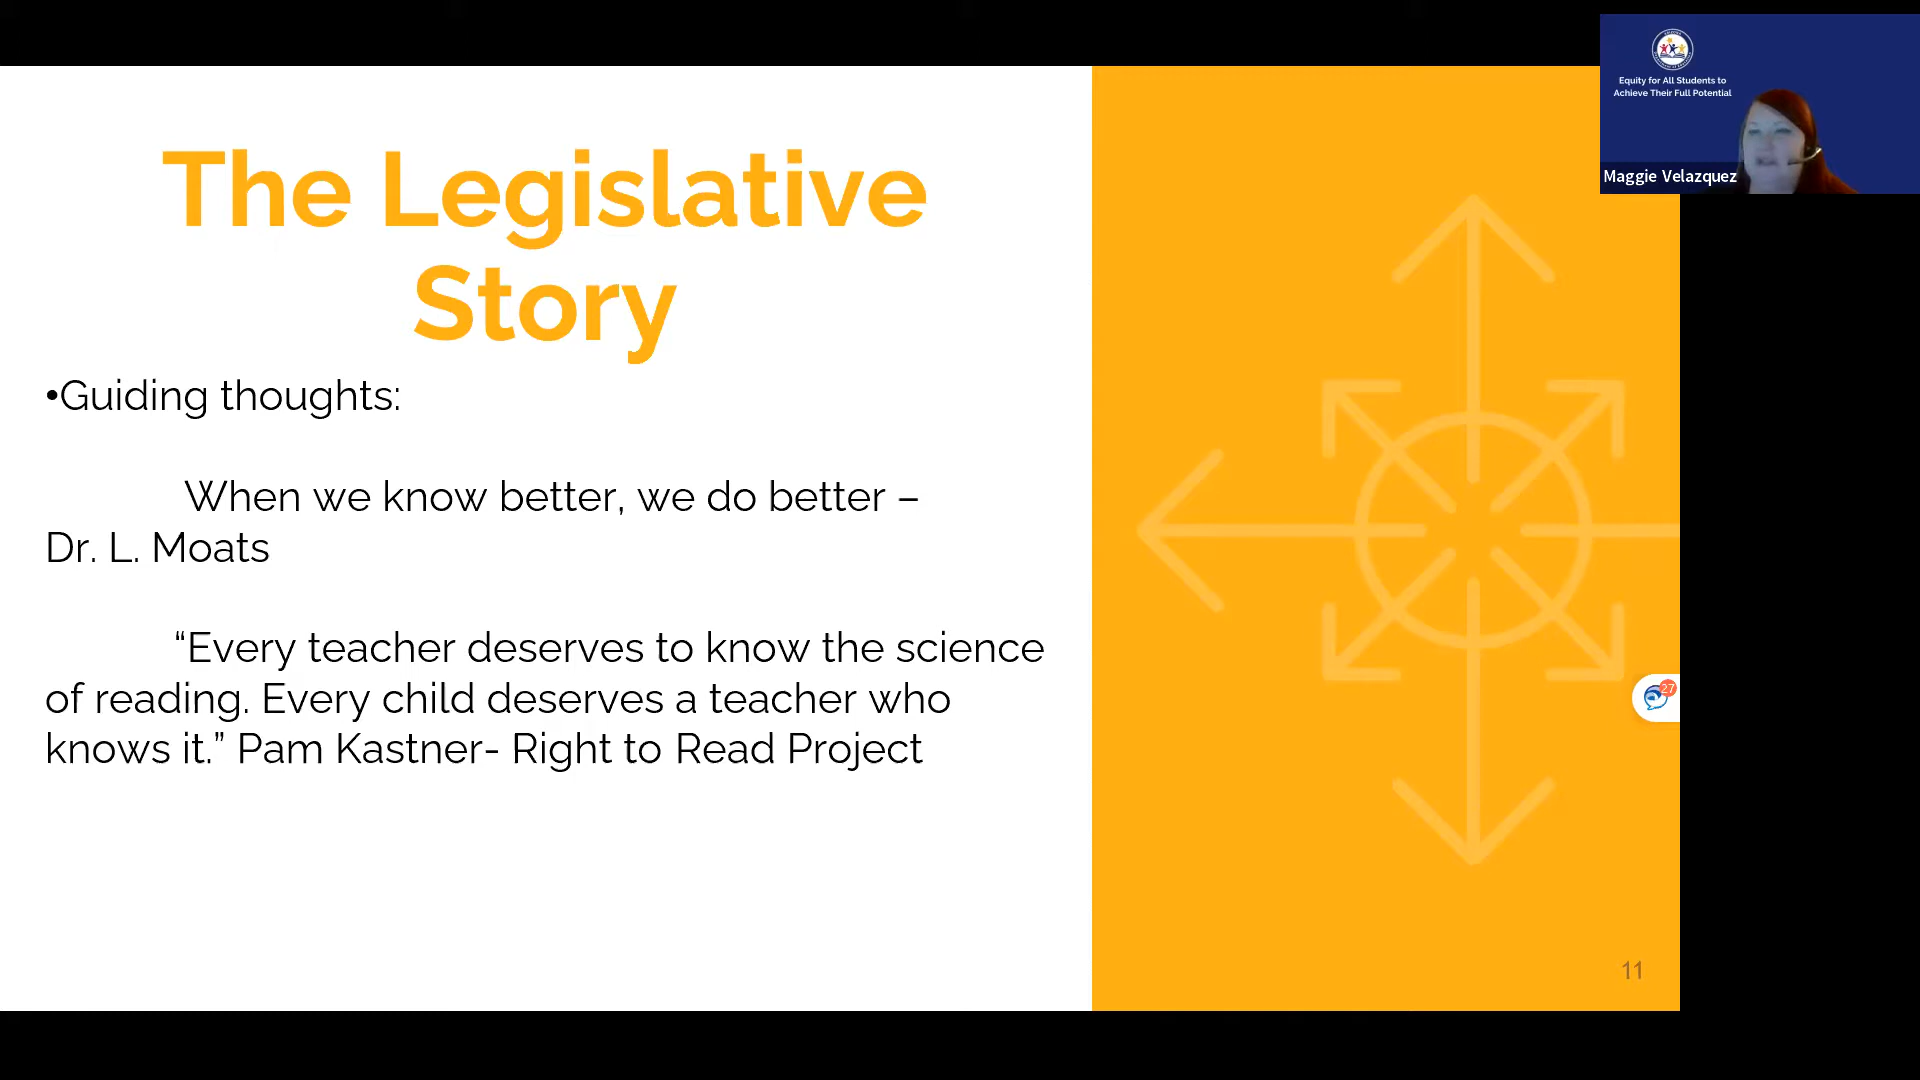 Equity for All Students to
Achieve Their Full Potential
Maggie Velazquez
The Legislative
Story
•Guiding thoughts:
When we know better, we do better –
Dr. L. Moats
“Every teacher deserves to know the science
of reading. Every child deserves a teacher who
knows it.” Pam Kastner- Right to Read Project
27
11